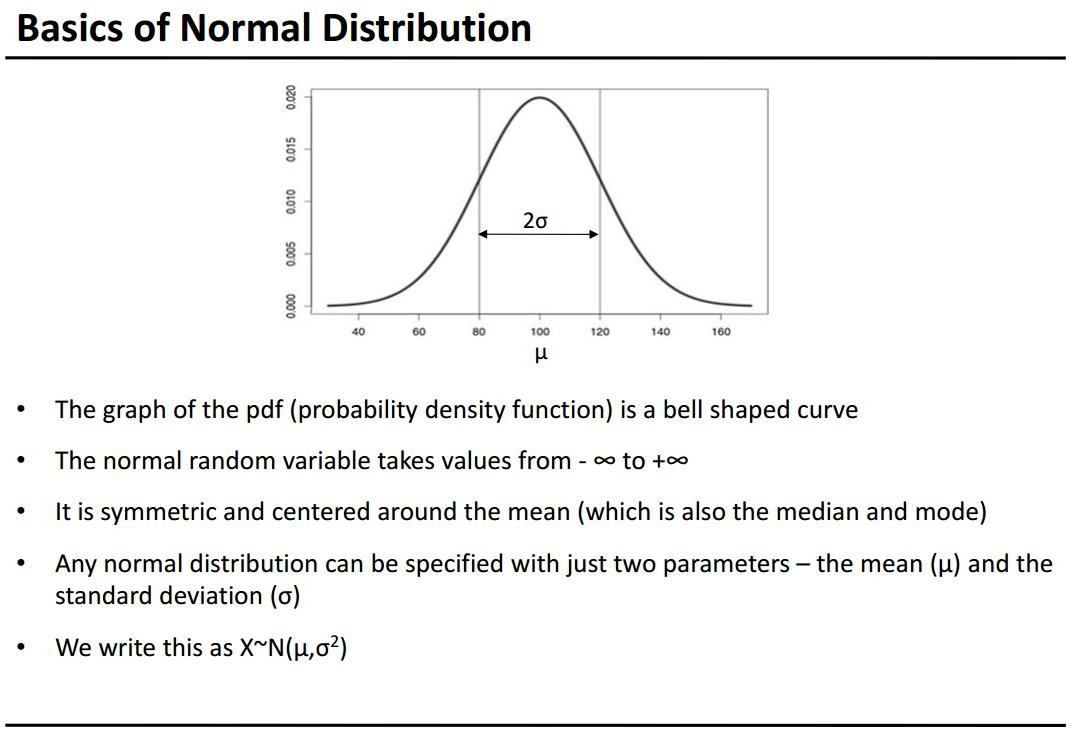 Basics of Normal Distribution
0.020
0.015
0.010
0.005
0.000
2σ
40 60 80 100 120 140 160
μ
• The graph of the pdf (probability density function) is a bell shaped curve
• The normal random variable takes values from - ∞ to +∞
• It is symmetric and centered around the mean (which is also the median and mode)
• Any normal distribution can be specified with just two parameters – the mean (μ) and the
standard deviation (σ)
• We write this as X~N(μ,σ²)